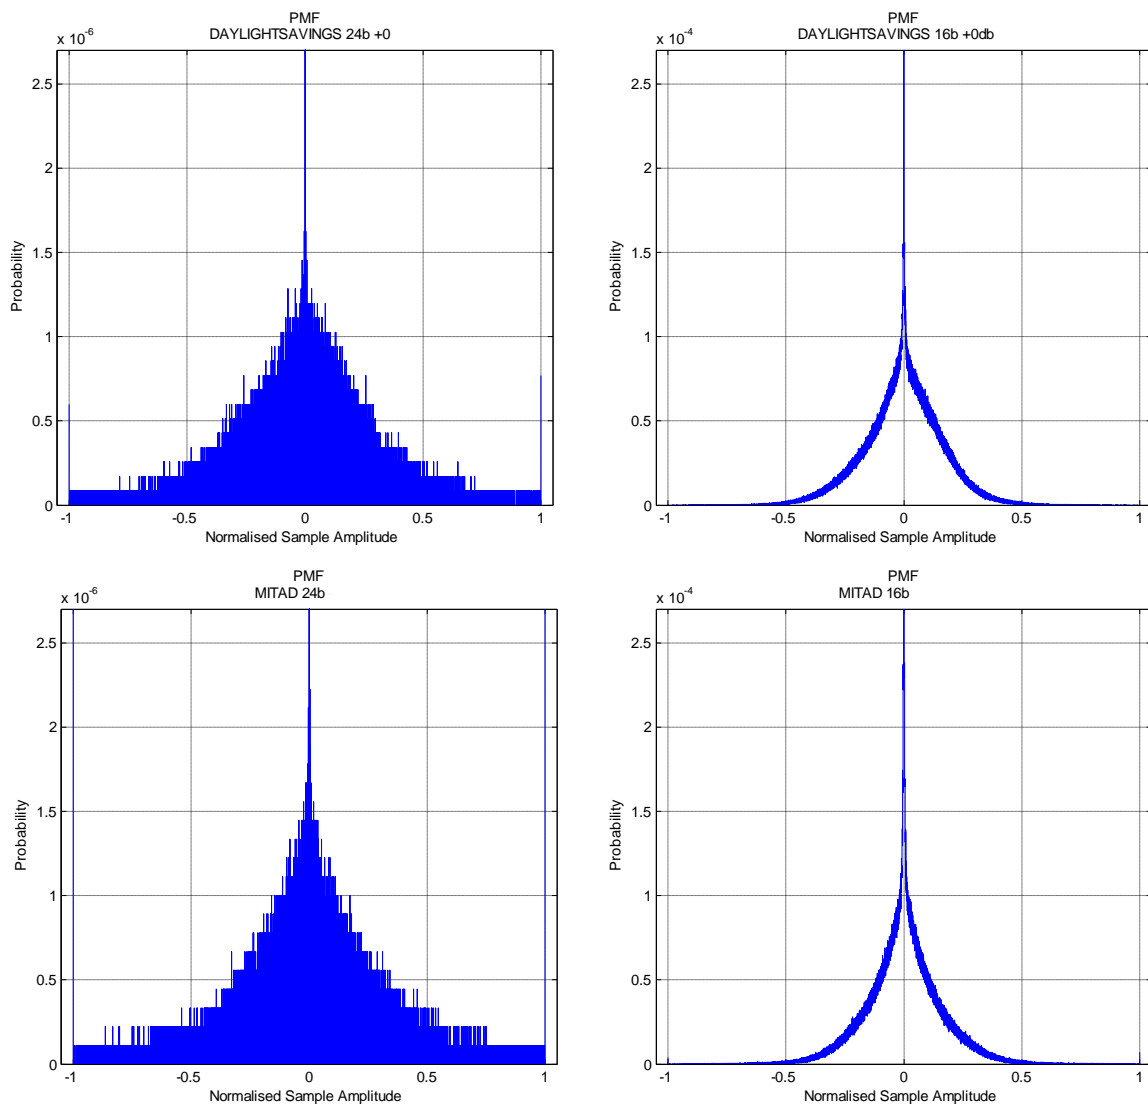 PMF
DAYLIGHTSAVINGS 24b +0
x 10-6
2.5
2
1.5
1
0.5
0
Probability
-1 -0.5 0 0.5 1
Normalised Sample Amplitude
PMF
DAYLIGHTSAVINGS 16b +0db
x 10-4
2.5
2
1.5
1
0.5
0
Probability
-1 -0.5 0 0.5 1
Normalised Sample Amplitude
PMF
MITAD 24b
x 10-6
2.5
2
1.5
1
0.5
0
Probability
-1 -0.5 0 0.5 1
Normalised Sample Amplitude
PMF
MITAD 16b
x 10-4
2.5
2
1.5
1
0.5
0
Probability
-1 -0.5 0 0.5 1
Normalised Sample Amplitude